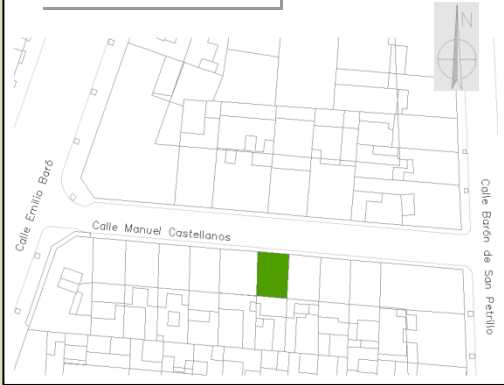 N
Calle Emilio Baró
Calle Manuel Castellanos
Calle Barón de San Petrillo